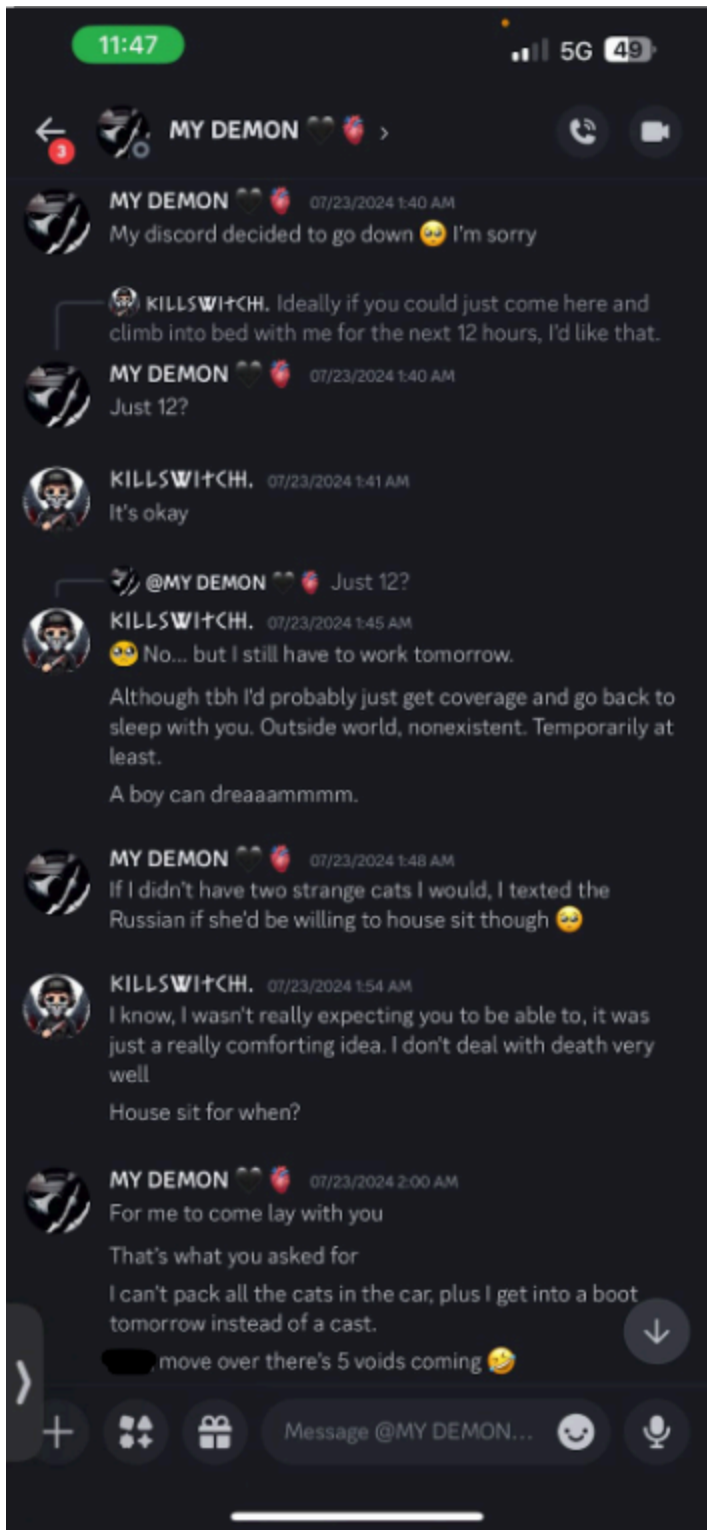 11:47
5G 49
MY DEMON 🖤 🫀 ›
3
MY DEMON 🖤 🫀 07/23/2024 1:40 AM
My discord decided to go down 🥺 I'm sorry
KILLSWITCH. Ideally if you could just come here and
climb into bed with me for the next 12 hours, I'd like that.
MY DEMON 🖤 🫀 07/23/2024 1:40 AM
Just 12?
KILLSWITCH. 07/23/2024 1:41 AM
It's okay
@MY DEMON 🖤 🫀 Just 12?
KILLSWITCH. 07/23/2024 1:45 AM
🥺 No... but I still have to work tomorrow.
Although tbh I'd probably just get coverage and go back to
sleep with you. Outside world, nonexistent. Temporarily at
least.
A boy can dreaaammmm.
MY DEMON 🖤 🫀 07/23/2024 1:48 AM
If I didn't have two strange cats I would, I texted the
Russian if she'd be willing to house sit though 🥺
KILLSWITCH. 07/23/2024 1:54 AM
I know, I wasn't really expecting you to be able to, it was
just a really comforting idea. I don't deal with death very
well
House sit for when?
MY DEMON 🖤 🫀 07/23/2024 2:00 AM
For me to come lay with you
That's what you asked for
I can't pack all the cats in the car, plus I get into a boot
tomorrow instead of a cast.
move over there's 5 voids coming 🤣
Message @MY DEMON...